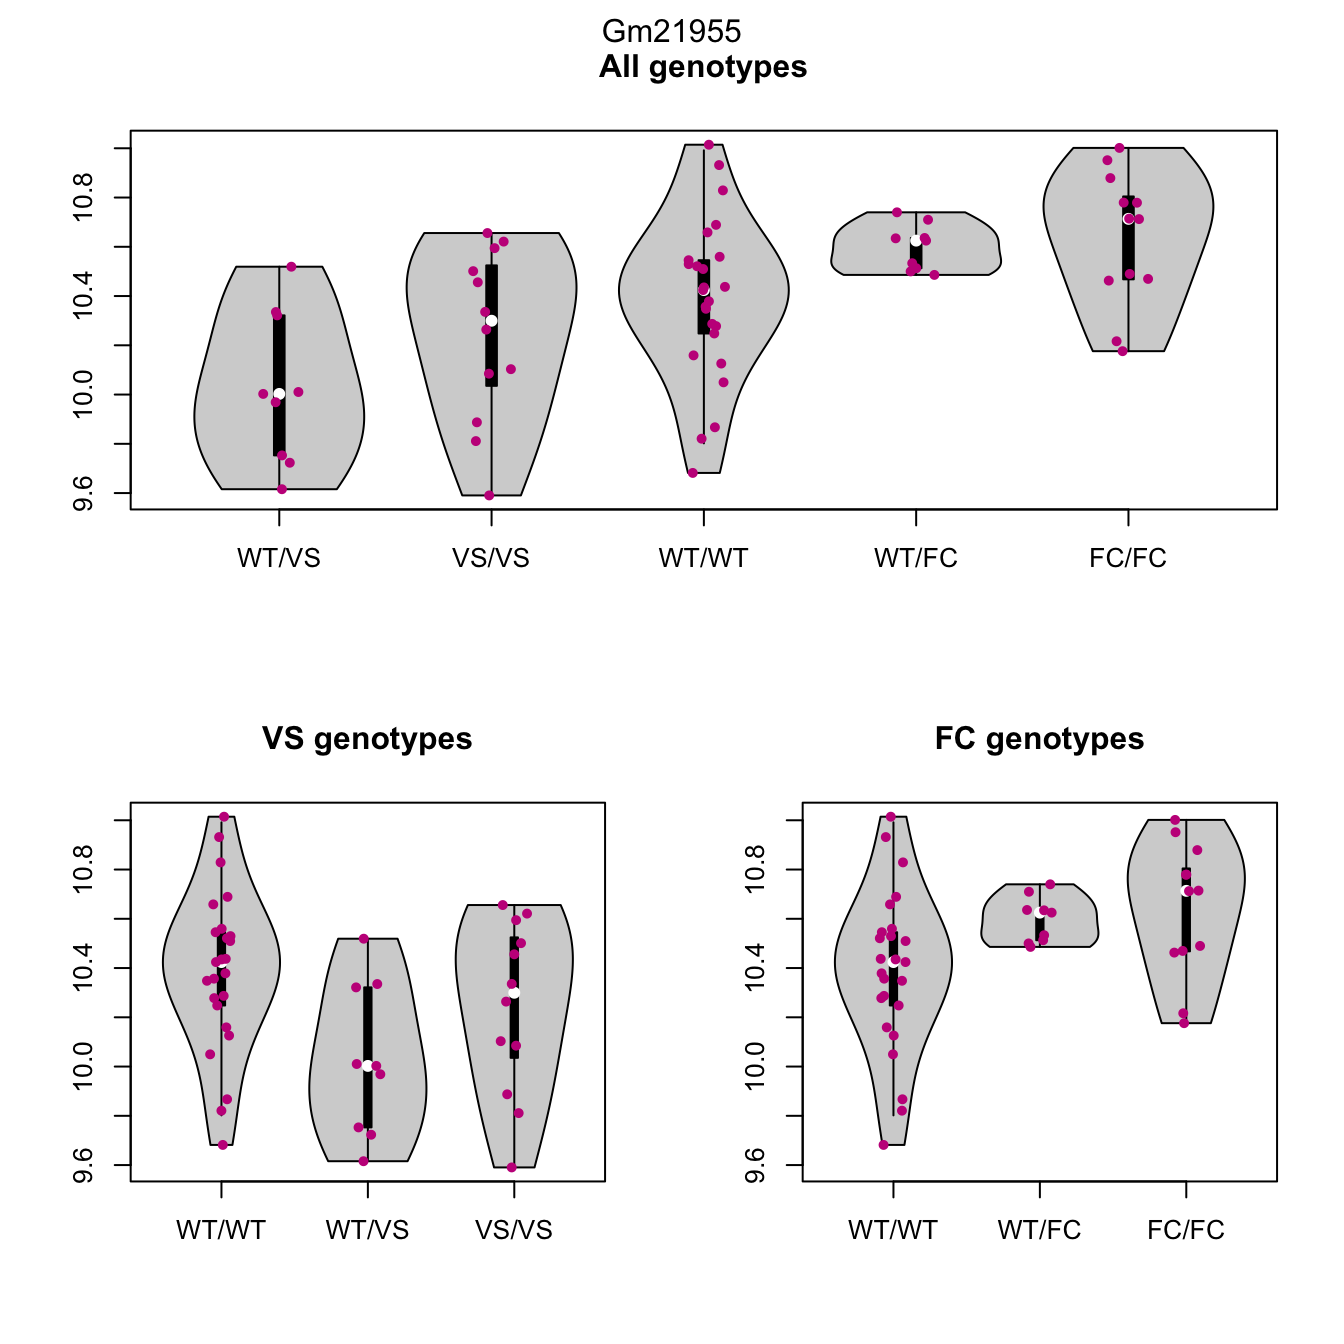 Gm21955
All genotypes
10.8
10.4
10.0
9.6
WT/VS VS/VS WT/WT WT/FC FC/FC
VS genotypes
10.8
10.4
10.0
9.6
WT/WT WT/VS VS/VS
FC genotypes
10.8
10.4
10.0
9.6
WT/WT WT/FC FC/FC